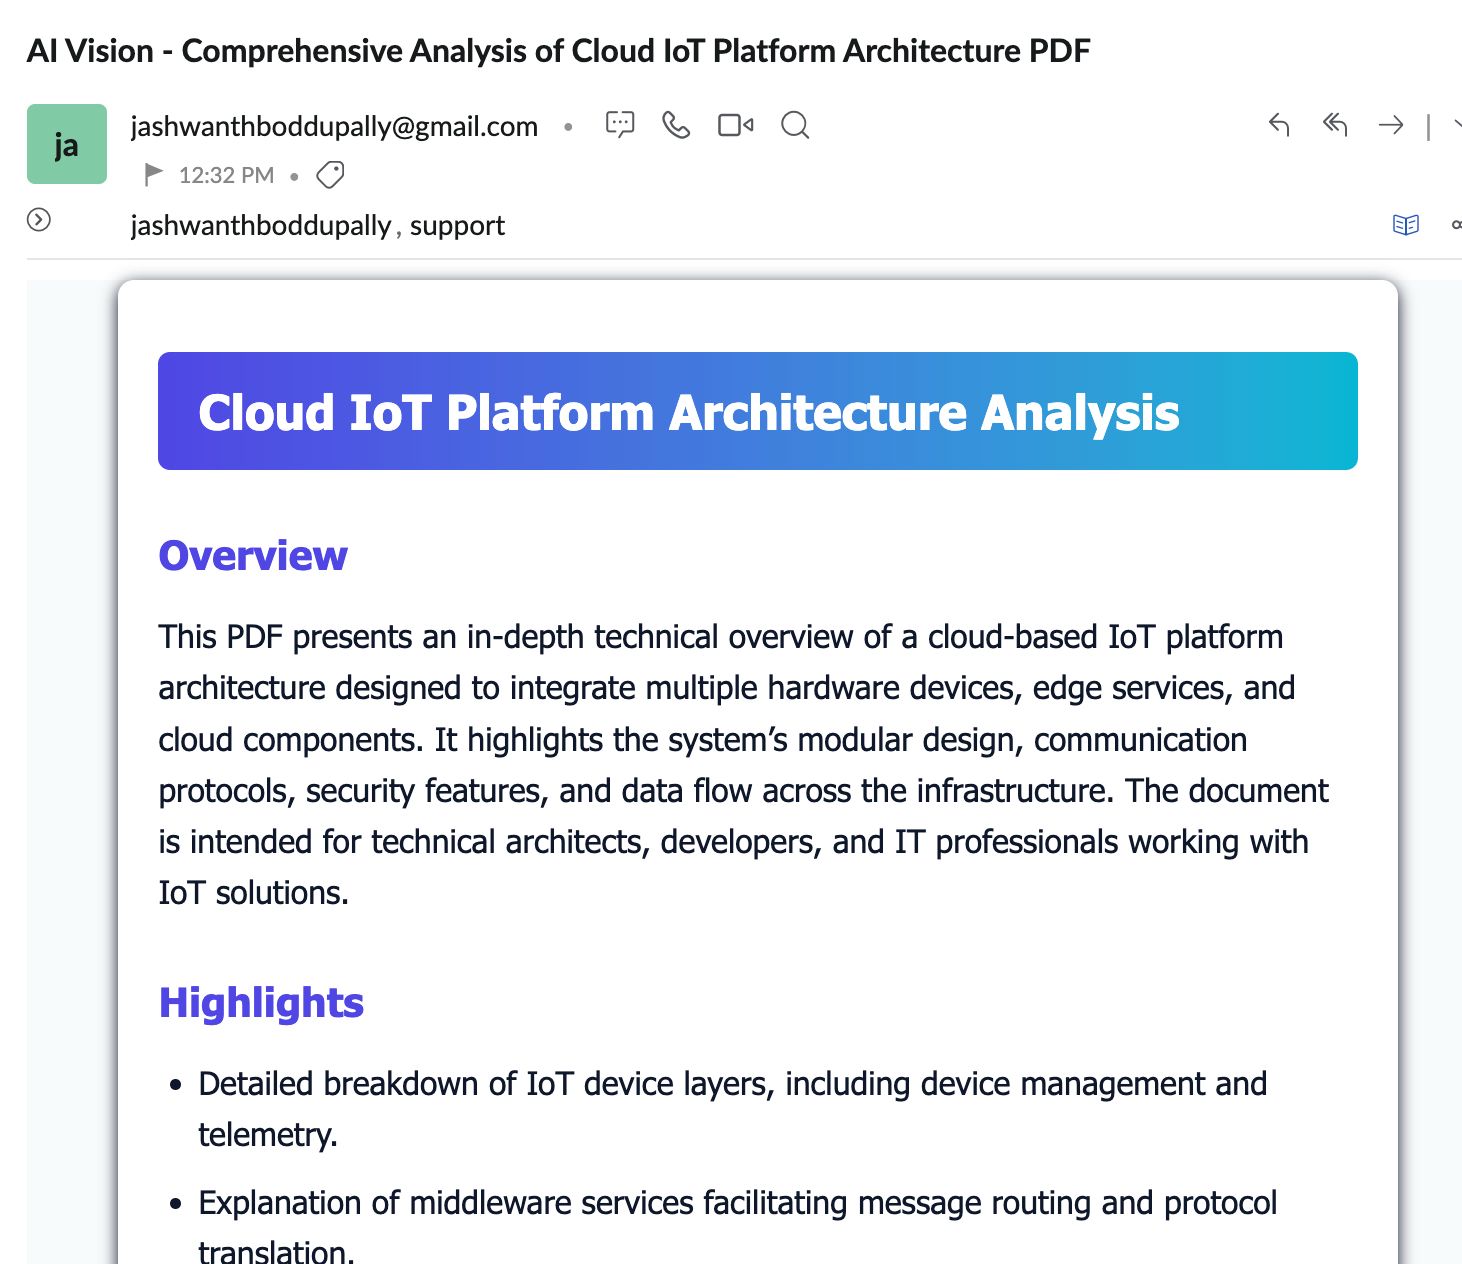 AI Vision - Comprehensive Analysis of Cloud IoT Platform Architecture PDF
ja
jashwanthboddupally@gmail.com
12:32 PM
jashwanthboddupally, support
Cloud IoT Platform Architecture Analysis
Overview
This PDF presents an in-depth technical overview of a cloud-based IoT platform
architecture designed to integrate multiple hardware devices, edge services, and
cloud components. It highlights the system’s modular design, communication
protocols, security features, and data flow across the infrastructure. The document
is intended for technical architects, developers, and IT professionals working with
IoT solutions.
Highlights
• Detailed breakdown of IoT device layers, including device management and
telemetry.
• Explanation of middleware services facilitating message routing and protocol
translation.